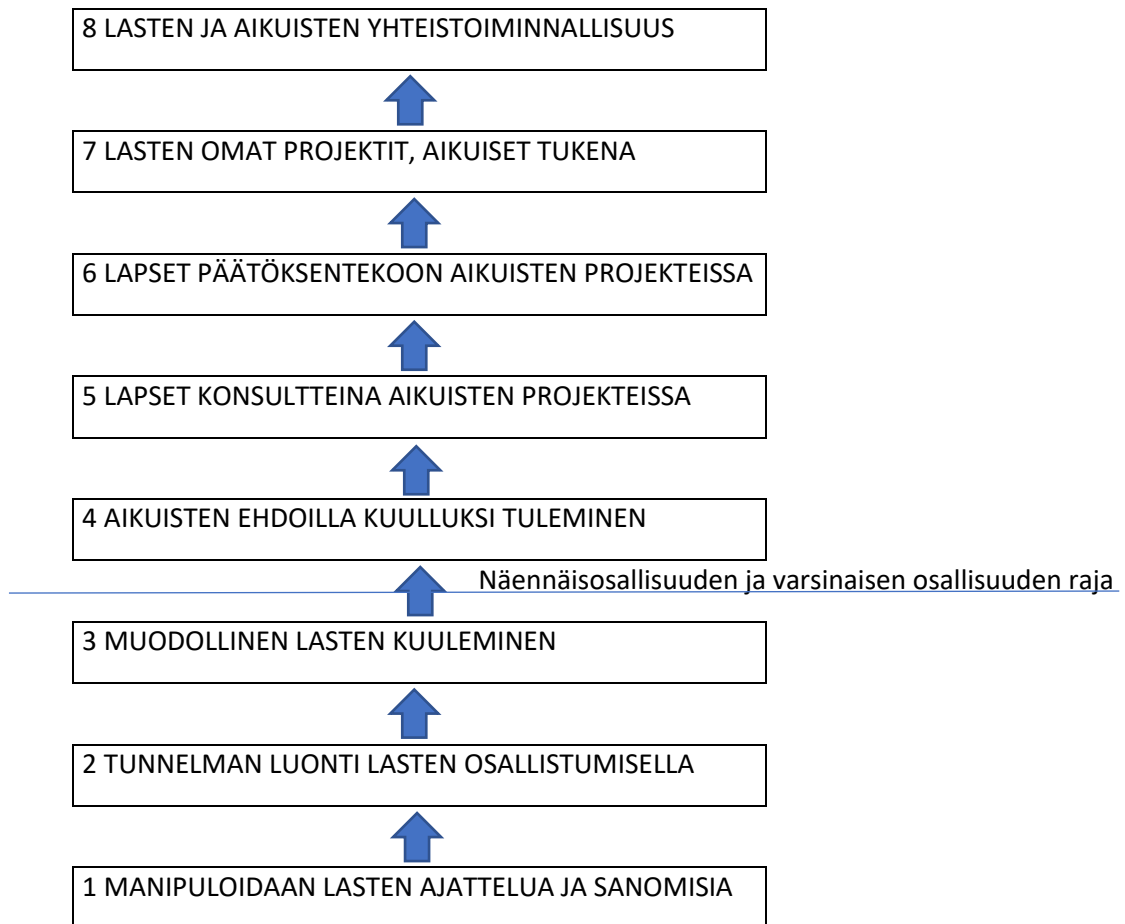 8 LASTEN JA AIKUISTEN YHTEISTOIMINNALLISUUS
7 LASTEN OMAT PROJEKTIT, AIKUISET TUKENA
6 LAPSET PÄÄTÖKSENTEKOON AIKUISTEN PROJEKTEISSA
5 LAPSET KONSULTTEINA AIKUISTEN PROJEKTEISSA
4 AIKUISTEN EHDOILLA KUULLUKSI TULEMINEN
Näennäisosallisuuden ja varsinaisen osallisuuden raja
3 MUODOLLINEN LASTEN KUULEMINEN
2 TUNNELMAN LUONTI LASTEN OSALLISTUMISELLA
1 MANIPULOIDAAN LASTEN AJATTELUA JA SANOMISIA